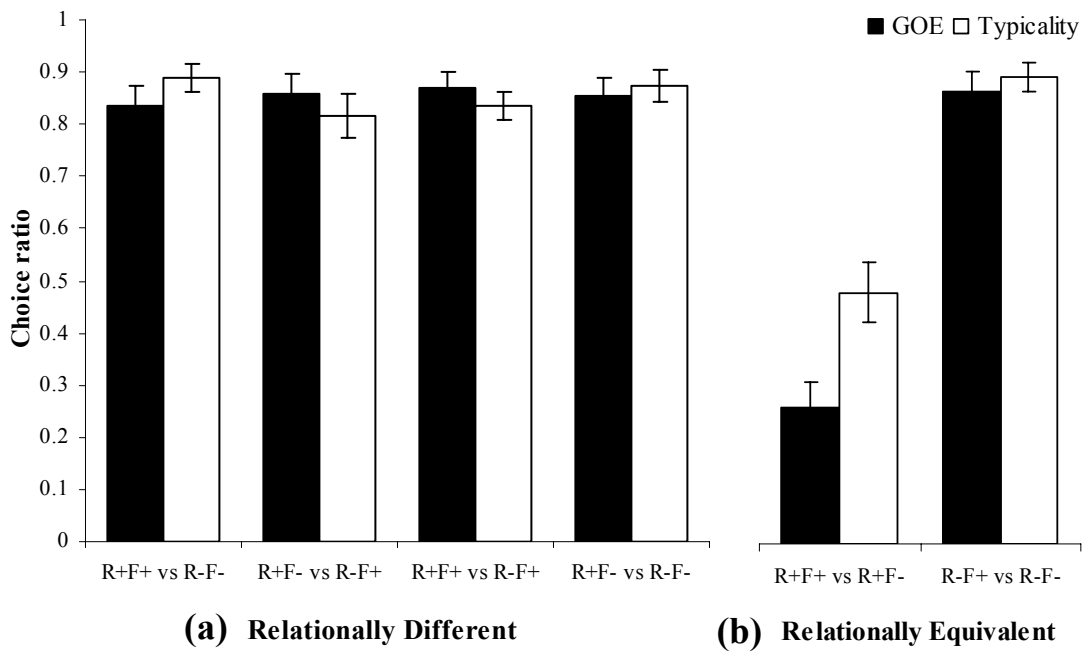 GOE Typicality
Choice ratio
1
0.9
0.8
0.7
0.6
0.5
0.4
0.3
0.2
0.1
0
R+F+ vs R-F- R+F- vs R-F+ R+F+ vs R-F+ R+F- vs R-F- R+F+ vs R+F- R-F+ vs R-F-
(a) Relationally Different (b) Relationally Equivalent